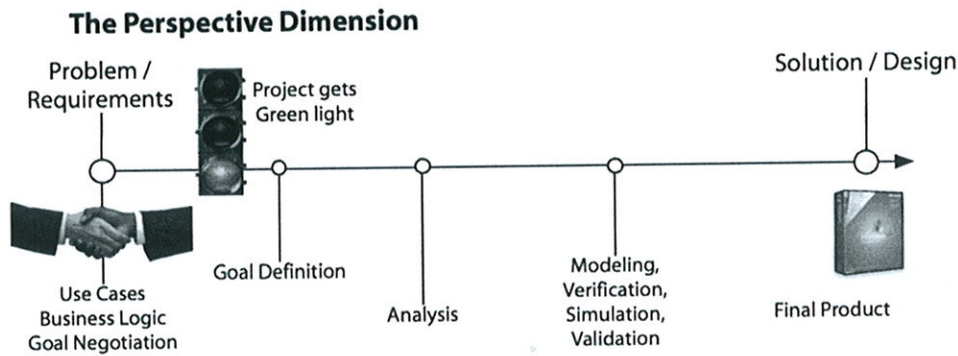 The Perspective Dimension
Problem /
Requirements
Project gets
Green light
Solution / Design
Goal Definition
Use Cases
Business Logic
Goal Negotiation
Analysis
Modeling,
Verification,
Simulation,
Validation
Final Product